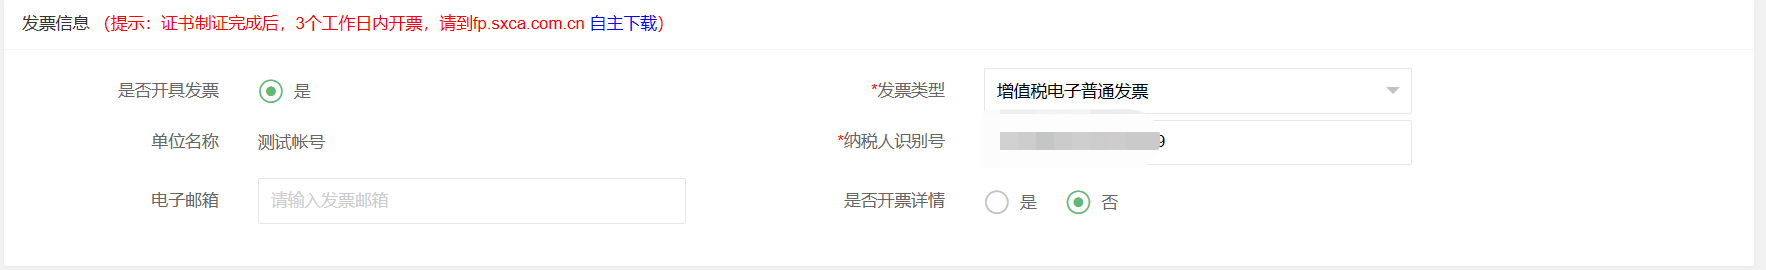 发票信息 （提示：证书制证完成后，3个工作日内开票，请到fp.sxca.com.cn 自主下载）
是否开具发票 是 *发票类型 增值税电子普通发票
单位名称 测试帐号 *纳税人识别号 9
电子邮箱 请输入发票邮箱 是否开票详情 是 否